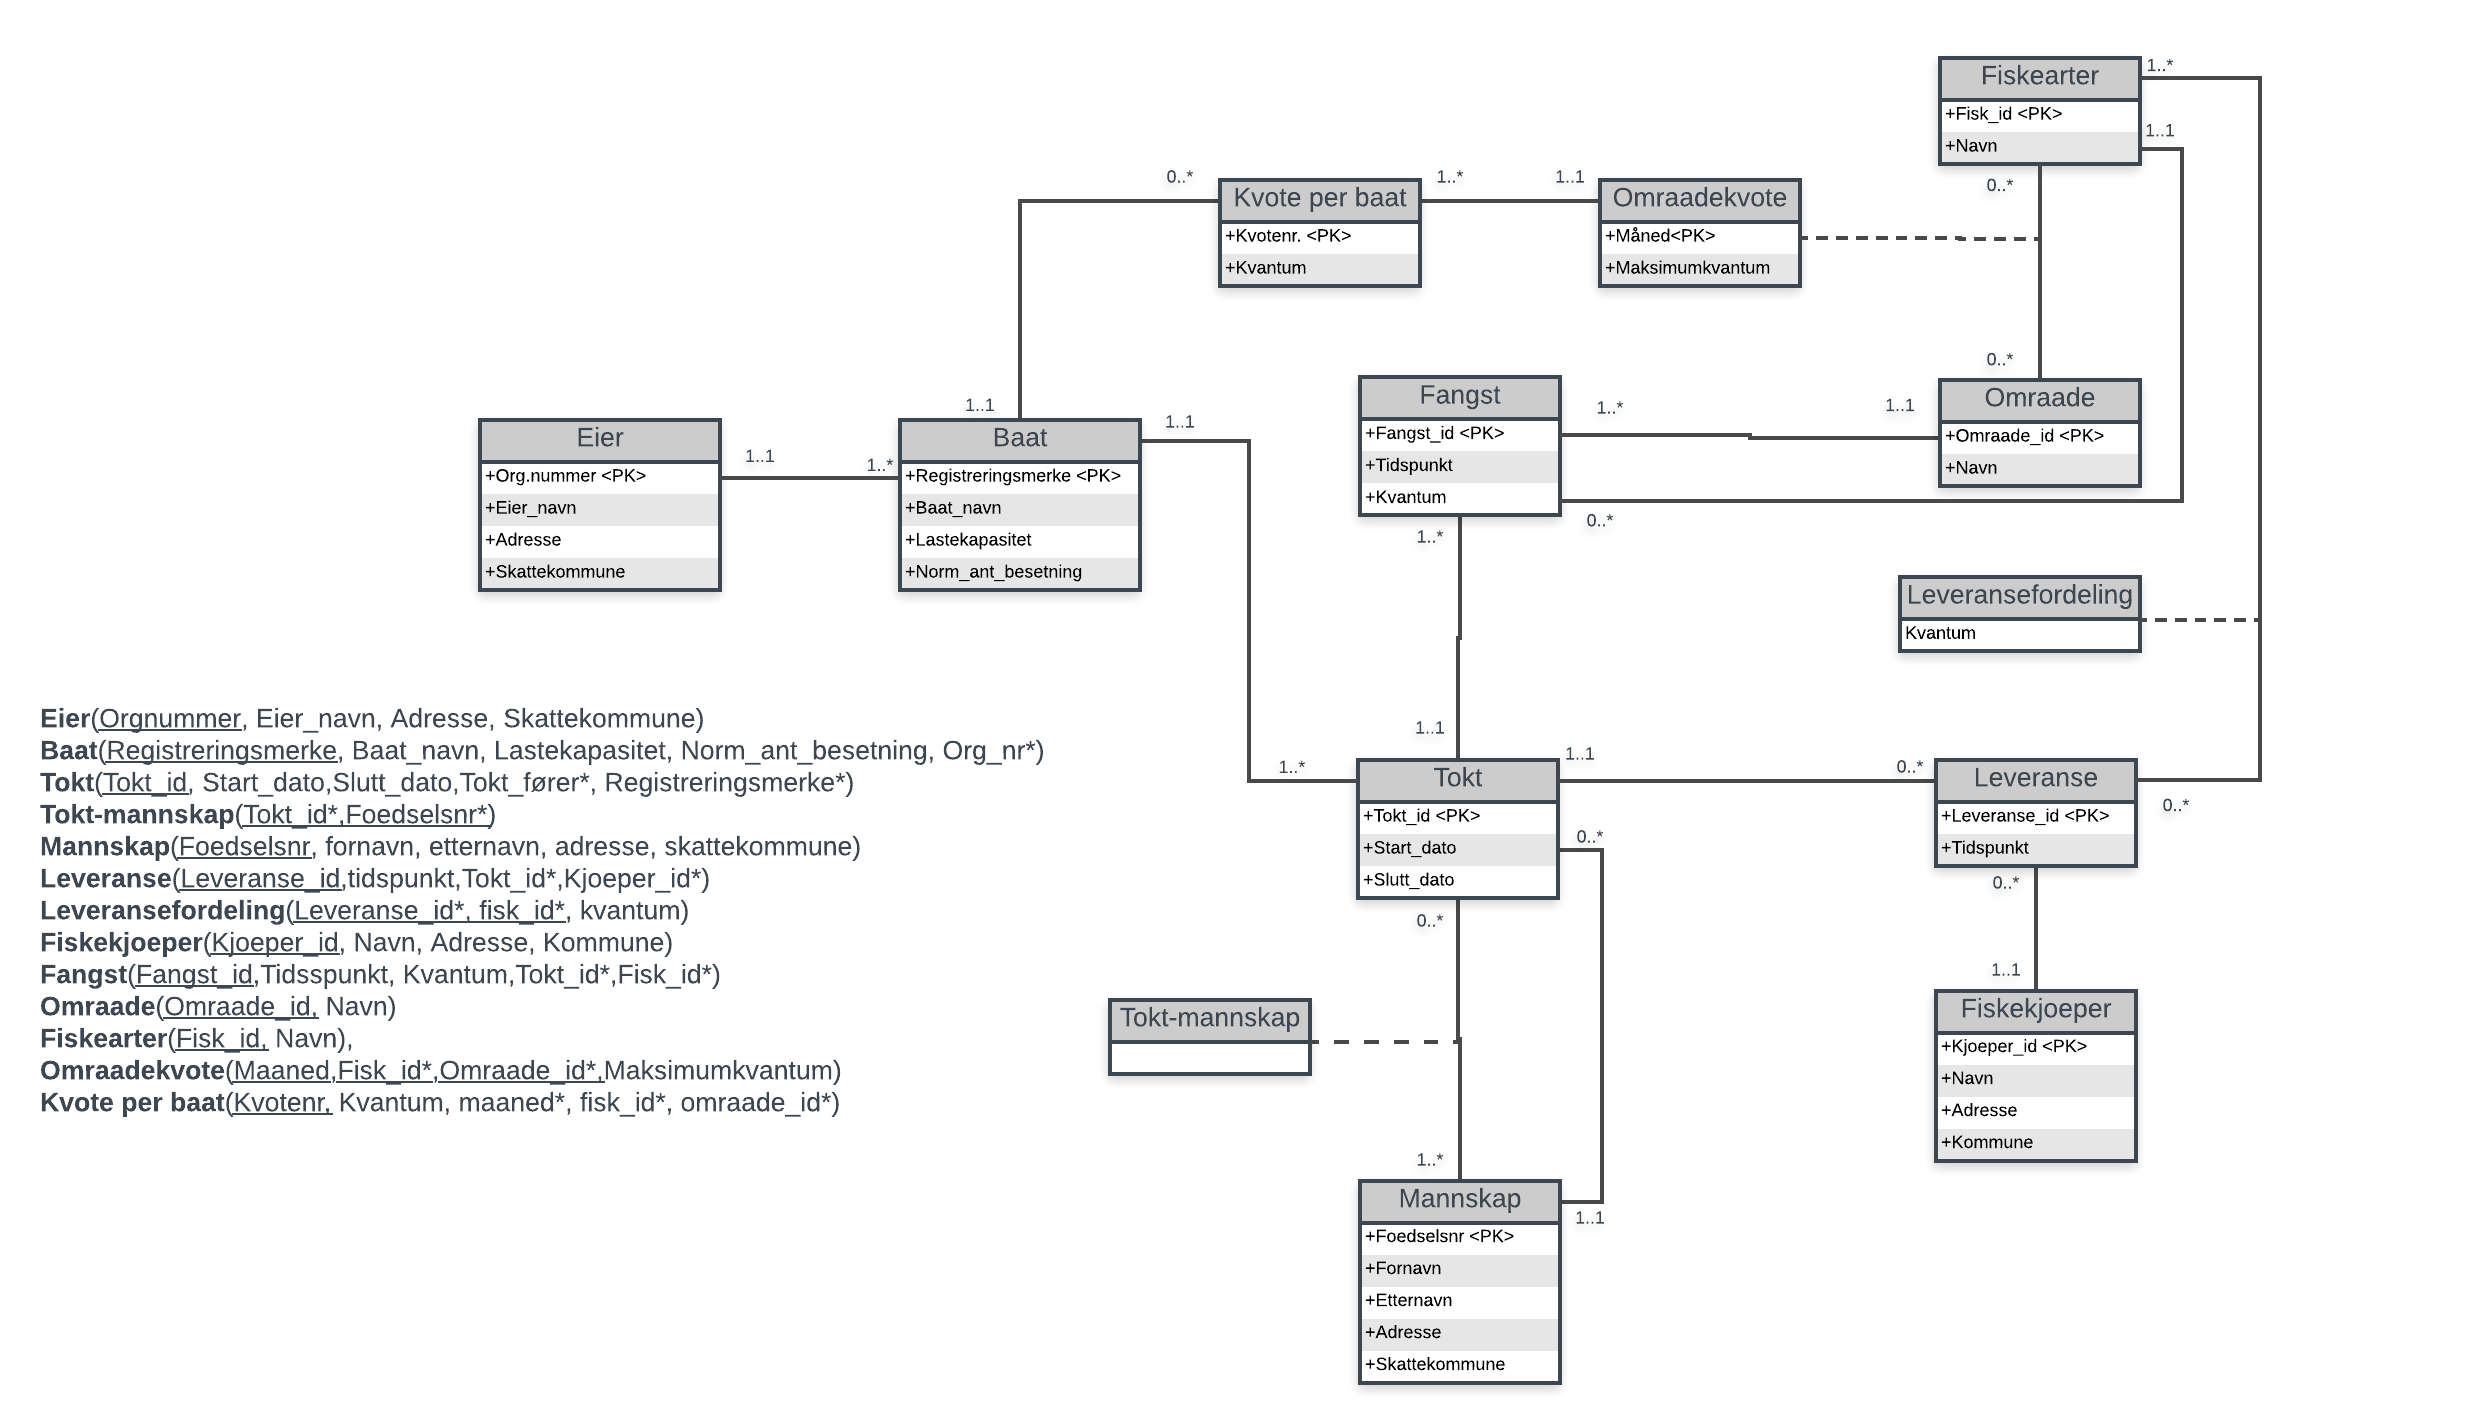 Fiskearter
+Fisk_id <PK>
+Navn
1..*
1..1
0..*
0..*
Kvote per baat
+Kvotenr. <PK>
+Kvantum
1..*
1..1
Omraadekvote
+Måned<PK>
+Maksimumkvantum
0..*
Eier
+Org.nummer <PK>
+Eier_navn
+Adresse
+Skattekommune
1..1
1..*
1..1
Baat
+Registreringsmerke <PK>
+Baat_navn
+Lastekapasitet
+Norm_ant_besetning
1..1
Fangst
+Fangst_id <PK>
+Tidspunkt
+Kvantum
1..*
1..1
0..*
1..*
Omraade
+Omraade_id <PK>
+Navn
Leveransefordeling
Kvantum
1..1
1..*
Tokt
+Tokt_id <PK>
+Start_dato
+Slutt_dato
1..1
0..*
0..*
0..*
Leveranse
+Leveranse_id <PK>
+Tidspunkt
0..*
0..*
1..1
Fiskekjoeper
+Kjoeper_id <PK>
+Navn
+Adresse
+Kommune
Tokt-mannskap
1..*
1..1
Mannskap
+Foedselsnr <PK>
+Fornavn
+Etternavn
+Adresse
+Skattekommune
Eier(Orgnummer, Eier_navn, Adresse, Skattekommune)
Baat(Registreringsmerke, Baat_navn, Lastekapasitet, Norm_ant_besetning, Org_nr*)
Tokt(Tokt_id, Start_dato,Slutt_dato,Tokt_fører*, Registreringsmerke*)
Tokt-mannskap(Tokt_id*,Foedselsnr*)
Mannskap(Foedselsnr, fornavn, etternavn, adresse, skattekommune)
Leveranse(Leveranse_id,tidspunkt,Tokt_id*,Kjoeper_id*)
Leveransefordeling(Leveranse_id*, fisk_id*, kvantum)
Fiskekjoeper(Kjoeper_id, Navn, Adresse, Kommune)
Fangst(Fangst_id,Tidsspunkt, Kvantum,Tokt_id*,Fisk_id*)
Omraade(Omraade_id, Navn)
Fiskearter(Fisk_id, Navn),
Omraadekvote(Maaned,Fisk_id*,Omraade_id*,Maksimumkvantum)
Kvote per baat(Kvotenr, Kvantum, maaned*, fisk_id*, omraade_id*)